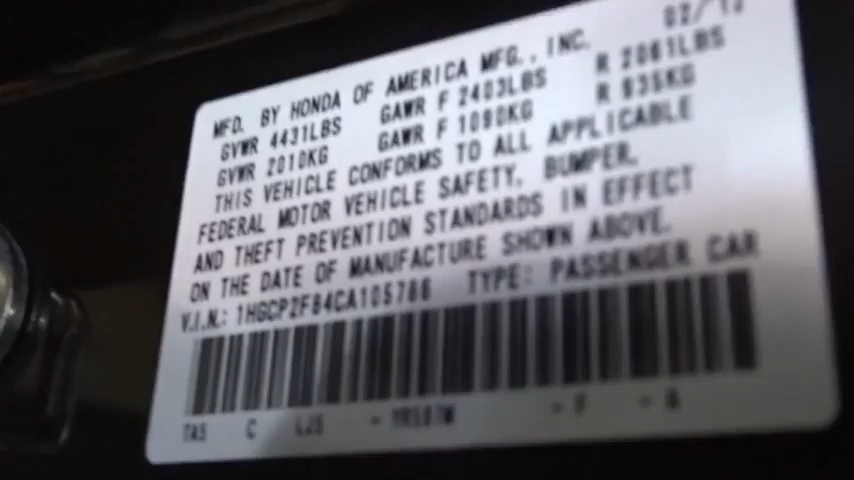 02/12
MFD. BY HONDA OF AMERICA MFG., INC.
GVWR 4431LBS GAWR F 2403LBS R 2061LBS
GVWR 2010KG GAWR F 1090KG R 935KG
THIS VEHICLE CONFORMS TO ALL APPLICABLE
FEDERAL MOTOR VEHICLE SAFETY, BUMPER,
AND THEFT PREVENTION STANDARDS IN EFFECT
ON THE DATE OF MANUFACTURE SHOWN ABOVE.
V.I.N.: 1HGCP2F84CA105786 TYPE: PASSENGER CAR
TA5 C - - F - A